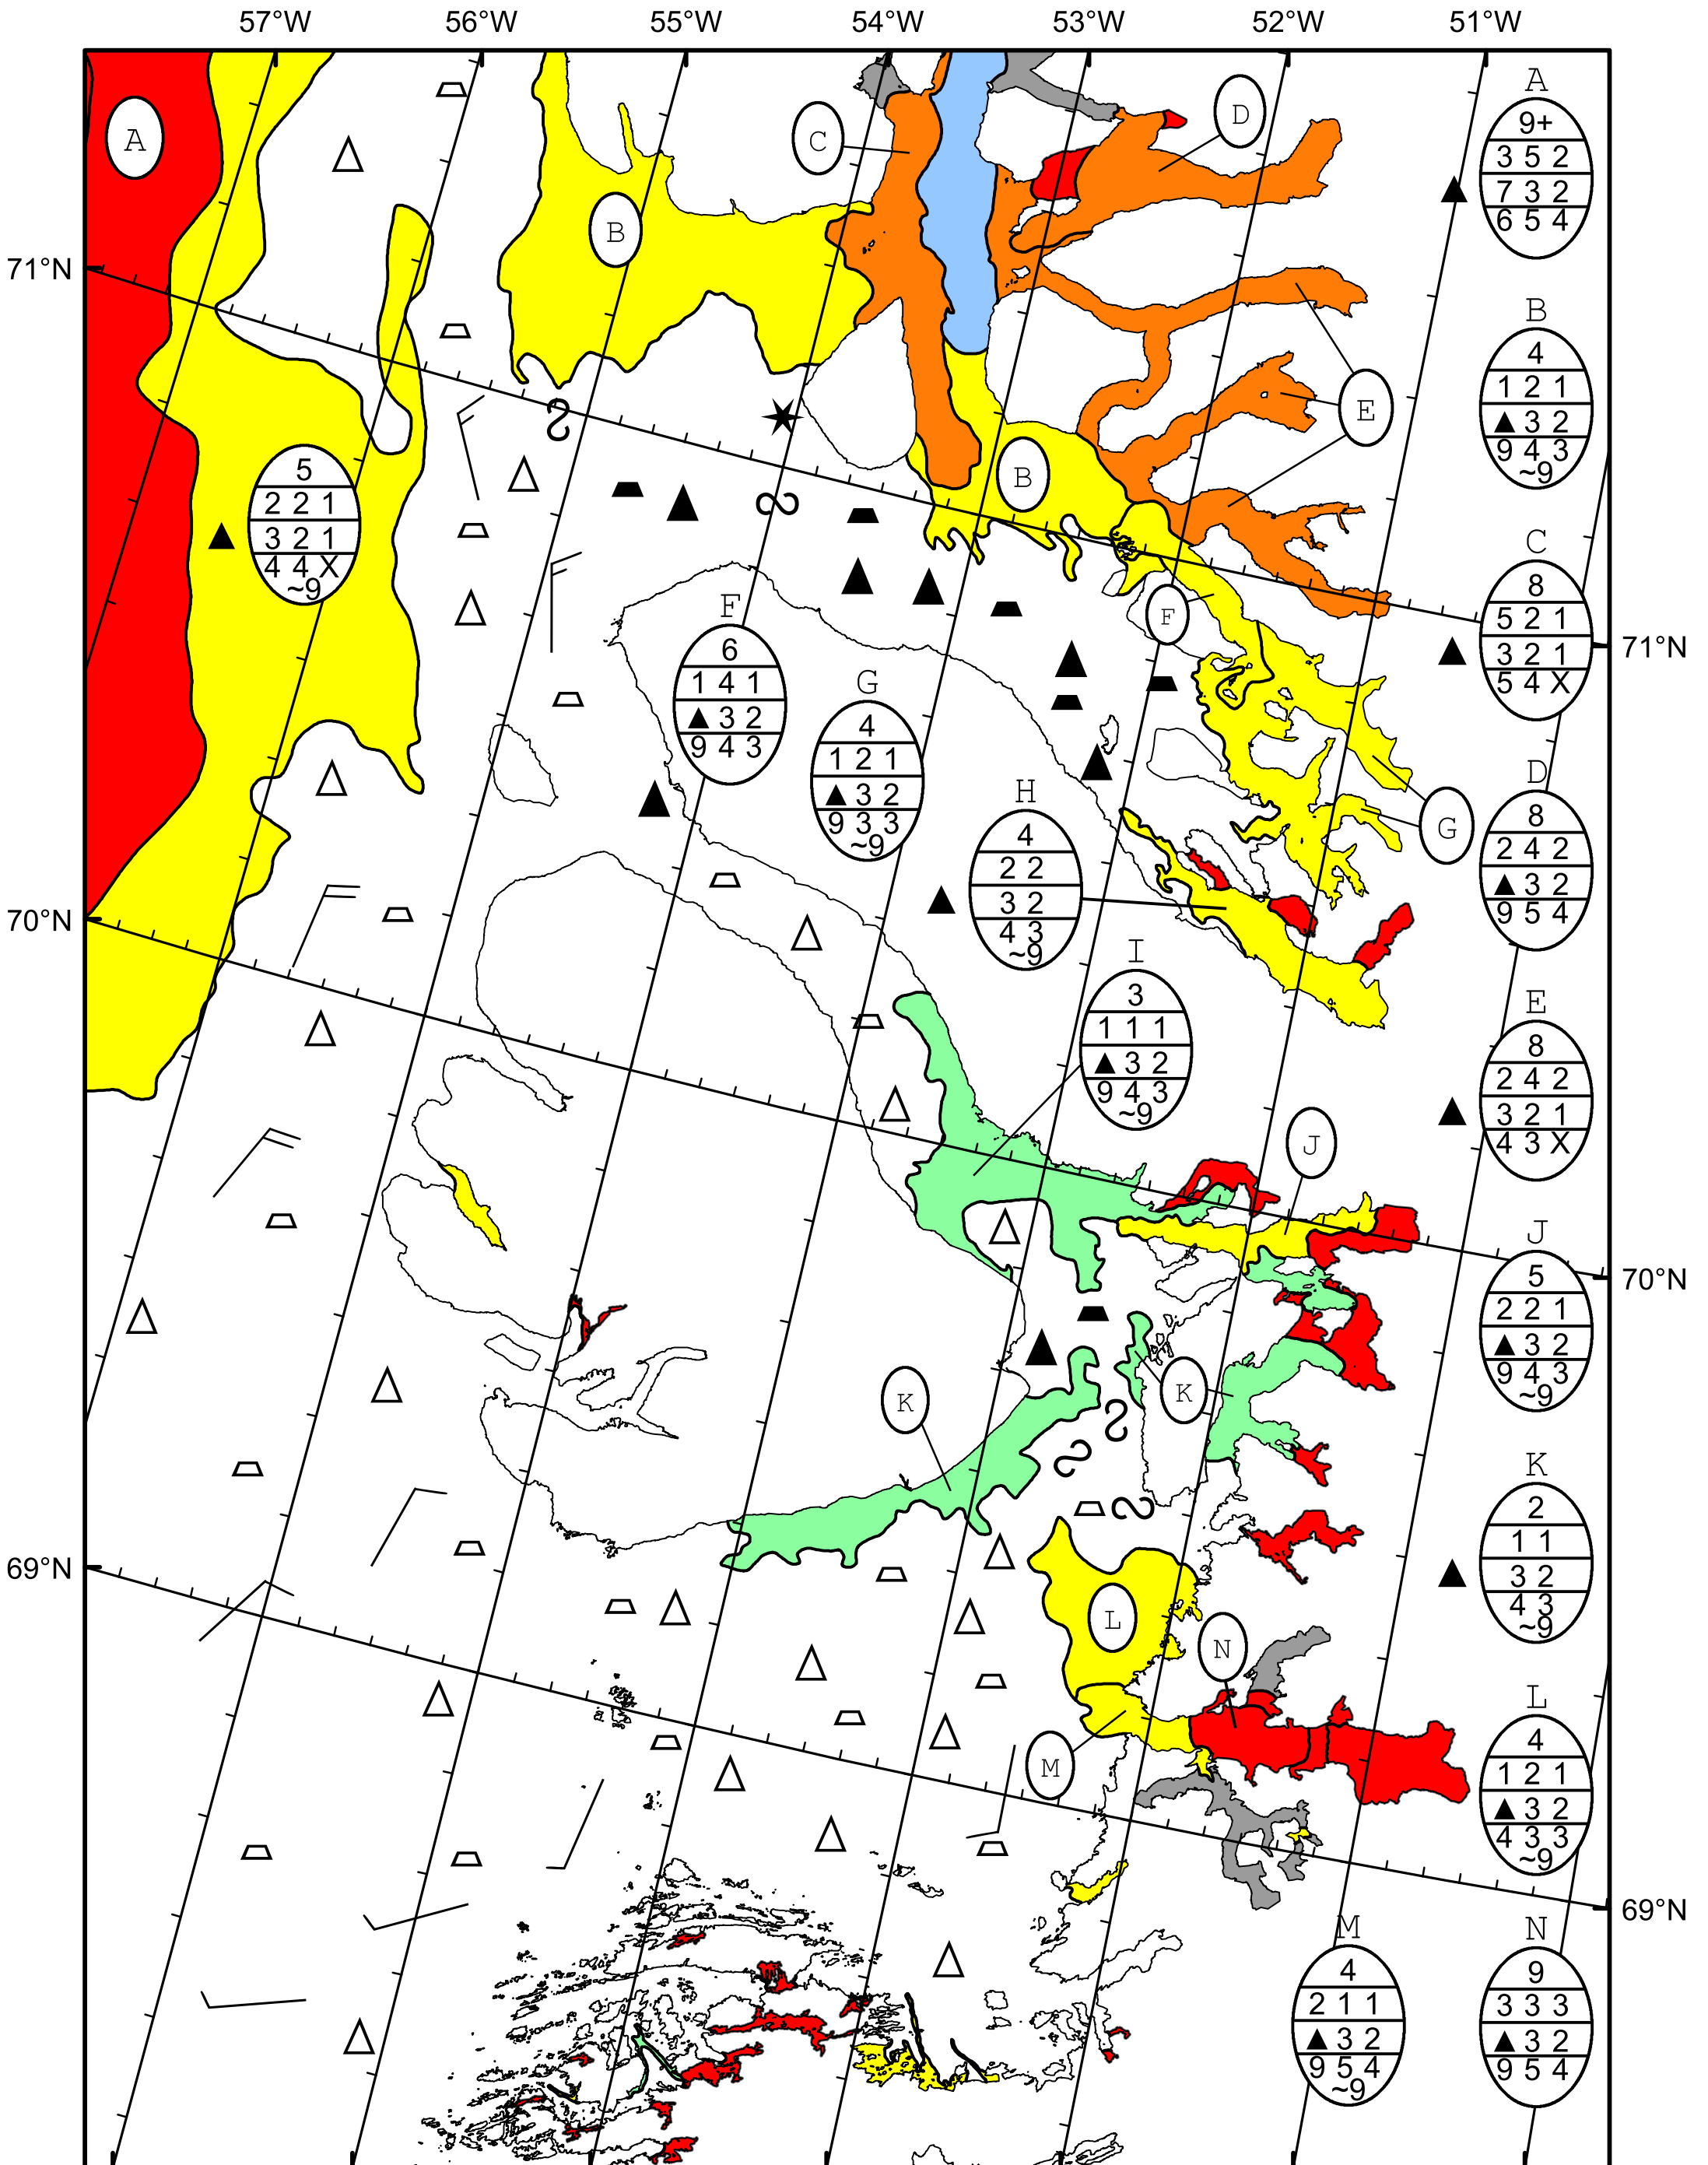 57°W 56°W 55°W 54°W 53°W 52°W 51°W
A
9+
3 5 2
7 3 2
6 5 4
A
C
D
B
71°N
B
4
1 2 1
▲ 3 2
9 4 3
~9
E
B
5
2 2 1
3 2 1
4 4 X
~9
C
8
5 2 1
3 2 1
5 4 X
F
71°N
F
6
1 4 1
▲ 3 2
9 4 3
G
4
1 2 1
▲ 3 2
9 3 3
~9
H
4
2 2
3 2
4 3
~9
G
D
8
2 4 2
▲ 3 2
9 5 4
70°N
I
3
1 1 1
▲ 3 2
9 4 3
~9
E
8
2 4 2
3 2 1
4 3 X
J
J
5
2 2 1
▲ 3 2
9 4 3
~9
70°N
K
K
K
2
1 1
3 2
4 3
~9
69°N
L
N
M
L
4
1 2 1
▲ 3 2
4 3 3
~9
69°N
M
4
2 1 1
▲ 3 2
9 5 4
~9
N
9
3 3 3
▲ 3 2
9 5 4